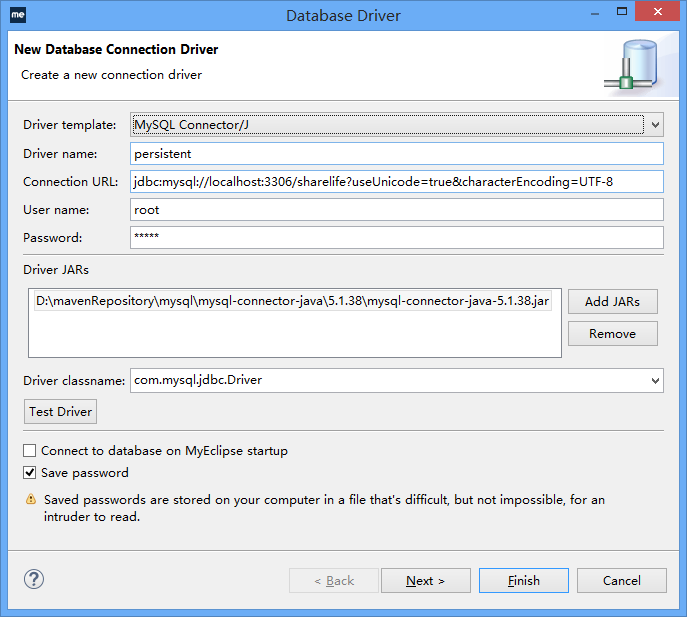 me
Database Driver
New Database Connection Driver
Create a new connection driver
Driver template: MySQL Connector/J
Driver name: persistent
Connection URL: jdbc:mysql://localhost:3306/sharelife?useUnicode=true&characterEncoding=UTF-8
User name: root
Password: *****
Driver JARs
D:\mavenRepository\mysql\mysql-connector-java\5.1.38\mysql-connector-java-5.1.38.jar
Add JARs
Remove
Driver classname: com.mysql.jdbc.Driver
Test Driver
Connect to database on MyEclipse startup
Save password
Saved passwords are stored on your computer in a file that's difficult, but not impossible, for an
intruder to read.
? < Back Next > Finish Cancel